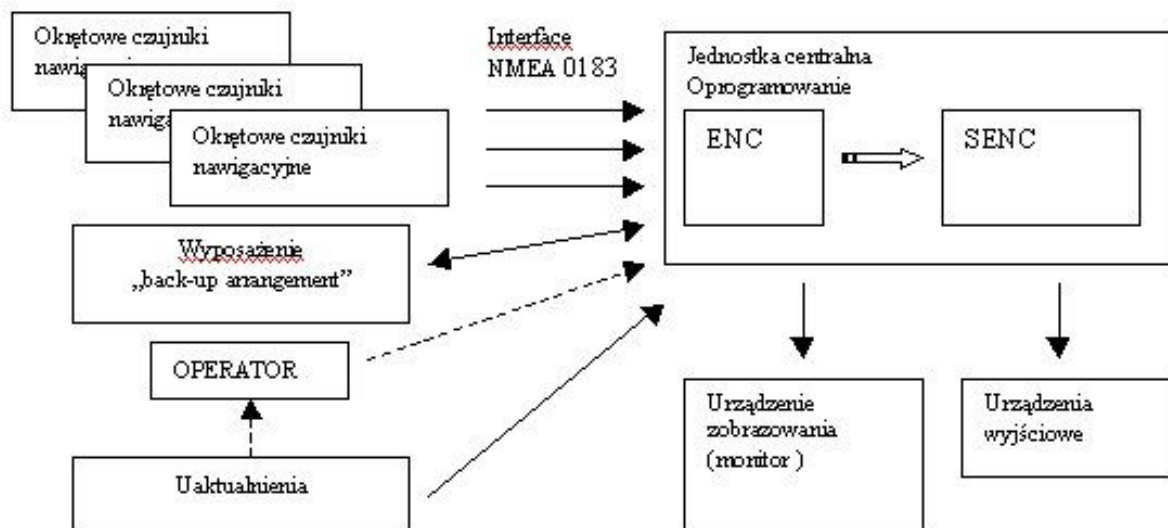 Okrętowe czujniki
Okrętowe czujniki
Okrętowe czujniki
nawigacyjne
Interface
NMEA 0183
Jednostka centralna
Oprogramowanie
ENC
SENC
Wyposażenie
„back-up arrangement”
OPERATOR
Uaktualnienia
Urządzenie
zobrazowania
(monitor )
Urządzenia
wyjściowe